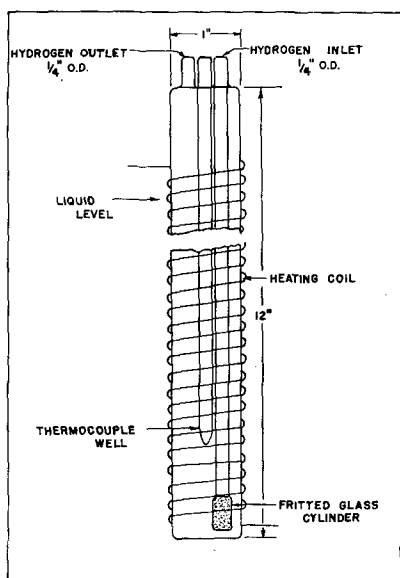 1"
HYDROGEN OUTLET
1/4" O.D.
HYDROGEN INLET
1/4" O.D.
LIQUID
LEVEL
HEATING COIL
12"
THERMOCOUPLE
WELL
FRITTED GLASS
CYLINDER